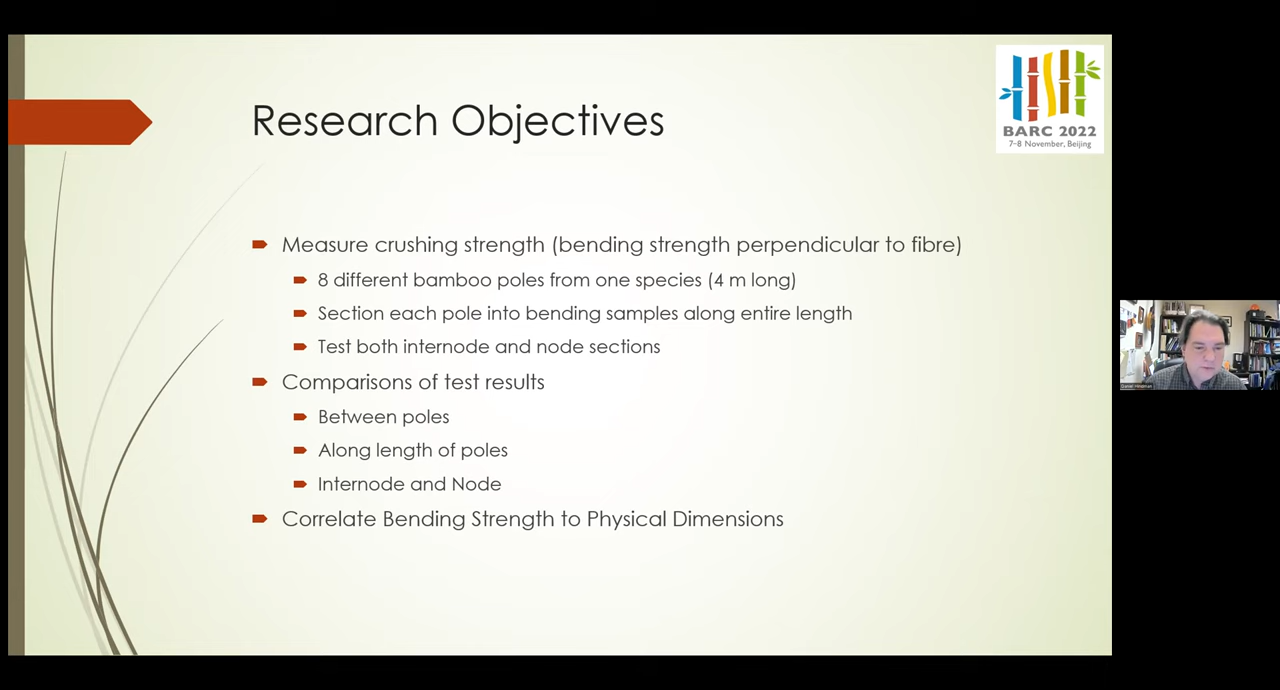 BARC 2022
7-8 November, Beijing
Research Objectives
Measure crushing strength (bending strength perpendicular to fibre)
8 different bamboo poles from one species (4 m long)
Section each pole into bending samples along entire length
Test both internode and node sections
Comparisons of test results
Between poles
Along length of poles
Internode and Node
Correlate Bending Strength to Physical Dimensions